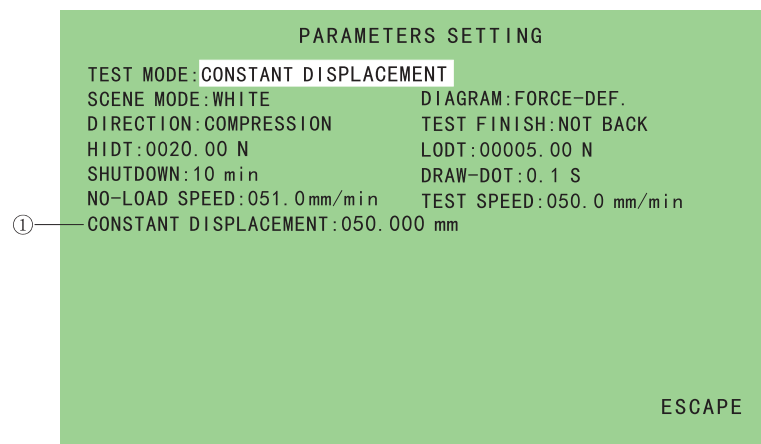 PARAMETERS SETTING
TEST MODE:CONSTANT DISPLACEMENT
SCENE MODE:WHITE DIAGRAM:FORCE-DEF.
DIRECTION:COMPRESSION TEST FINISH:NOT BACK
HIDT:0020.00 N LODT:00005.00 N
SHUTDOWN:10 min DRAW-DOT:0.1 S
NO-LOAD SPEED:051.0mm/min TEST SPEED:050.0 mm/min
① CONSTANT DISPLACEMENT:050.000 mm
ESCAPE